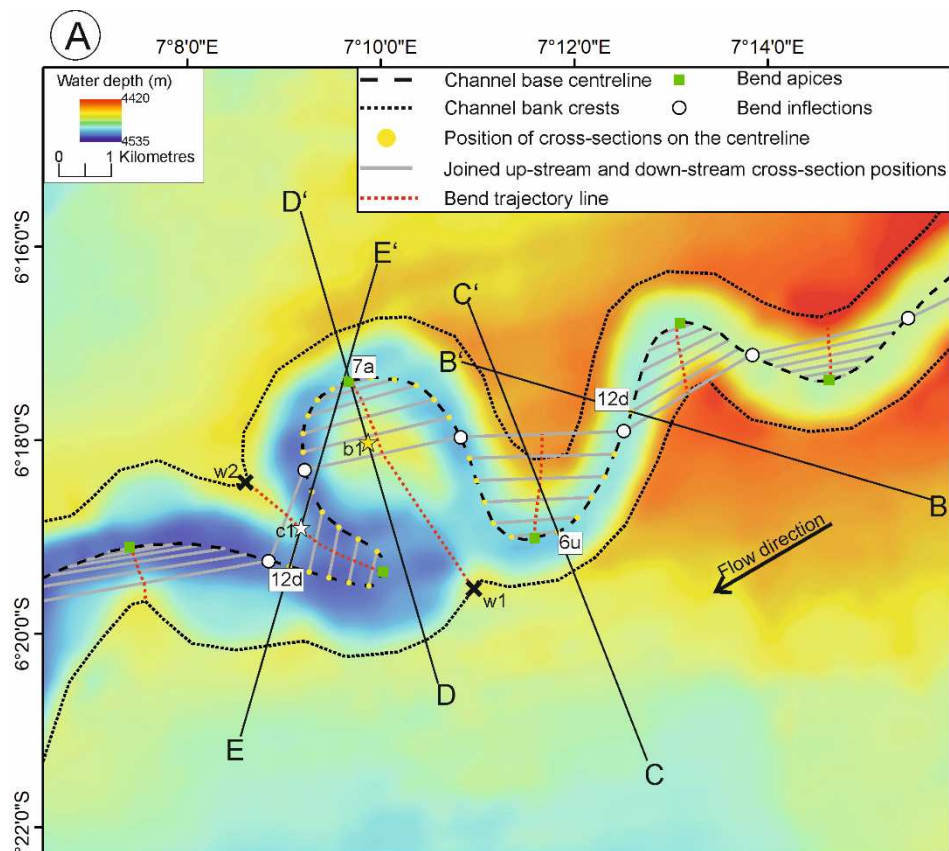 A
7°8'0"E 7°10'0"E 7°12'0"E 7°14'0"E
Water depth (m)
4420
4535
0 1 Kilometres
Channel base centreline
Bend apices
Channel bank crests
Bend inflections
Position of cross-sections on the centreline
Joined up-stream and down-stream cross-section positions
Bend trajectory line
6°16'0"S
6°18'0"S
6°20'0"S
6°22'0"S
D'
E'
C'
B'
7a
12d
b1
w2
B
c1
6u
Flow direction
12d
w1
D
E
C